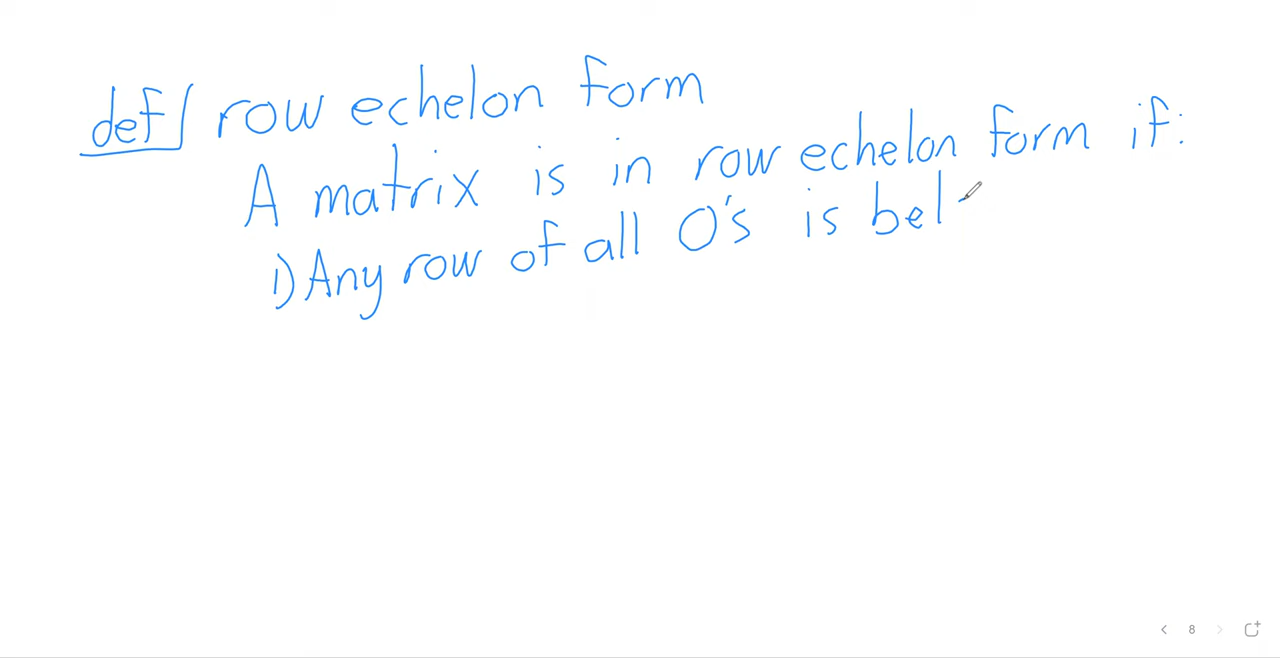 def/ row echelon form
A matrix is in row echelon form if:
1) Any row of all 0's is bel
8